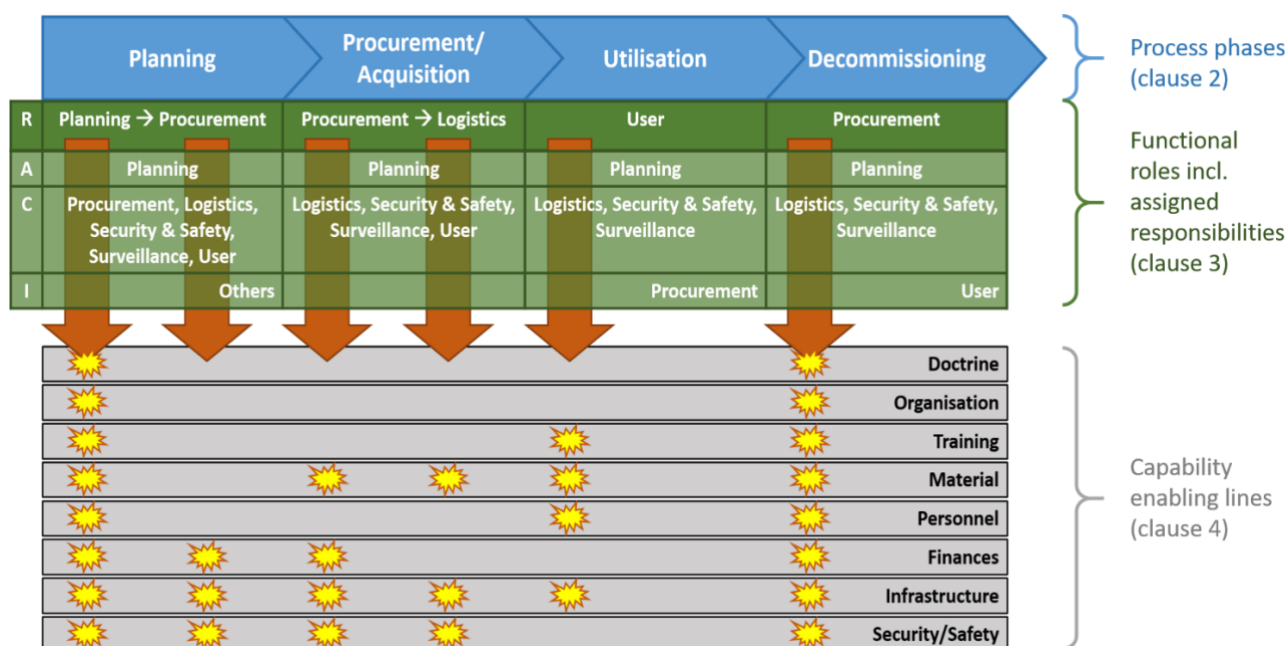 Planning
Procurement/
Acquisition
Utilisation
Decommissioning
Process phases
(clause 2)
R
Planning → Procurement
Procurement → Logistics
User
Procurement
A
Planning
Planning
Planning
Planning
C
Procurement, Logistics,
Security & Safety,
Surveillance, User
Logistics, Security & Safety,
Surveillance, User
Logistics, Security & Safety,
Surveillance
Logistics, Security & Safety,
Surveillance
I
Others
Procurement
User
Functional
roles incl.
assigned
responsibilities
(clause 3)
Doctrine
Organisation
Training
Material
Personnel
Finances
Infrastructure
Security/Safety
Capability
enabling lines
(clause 4)